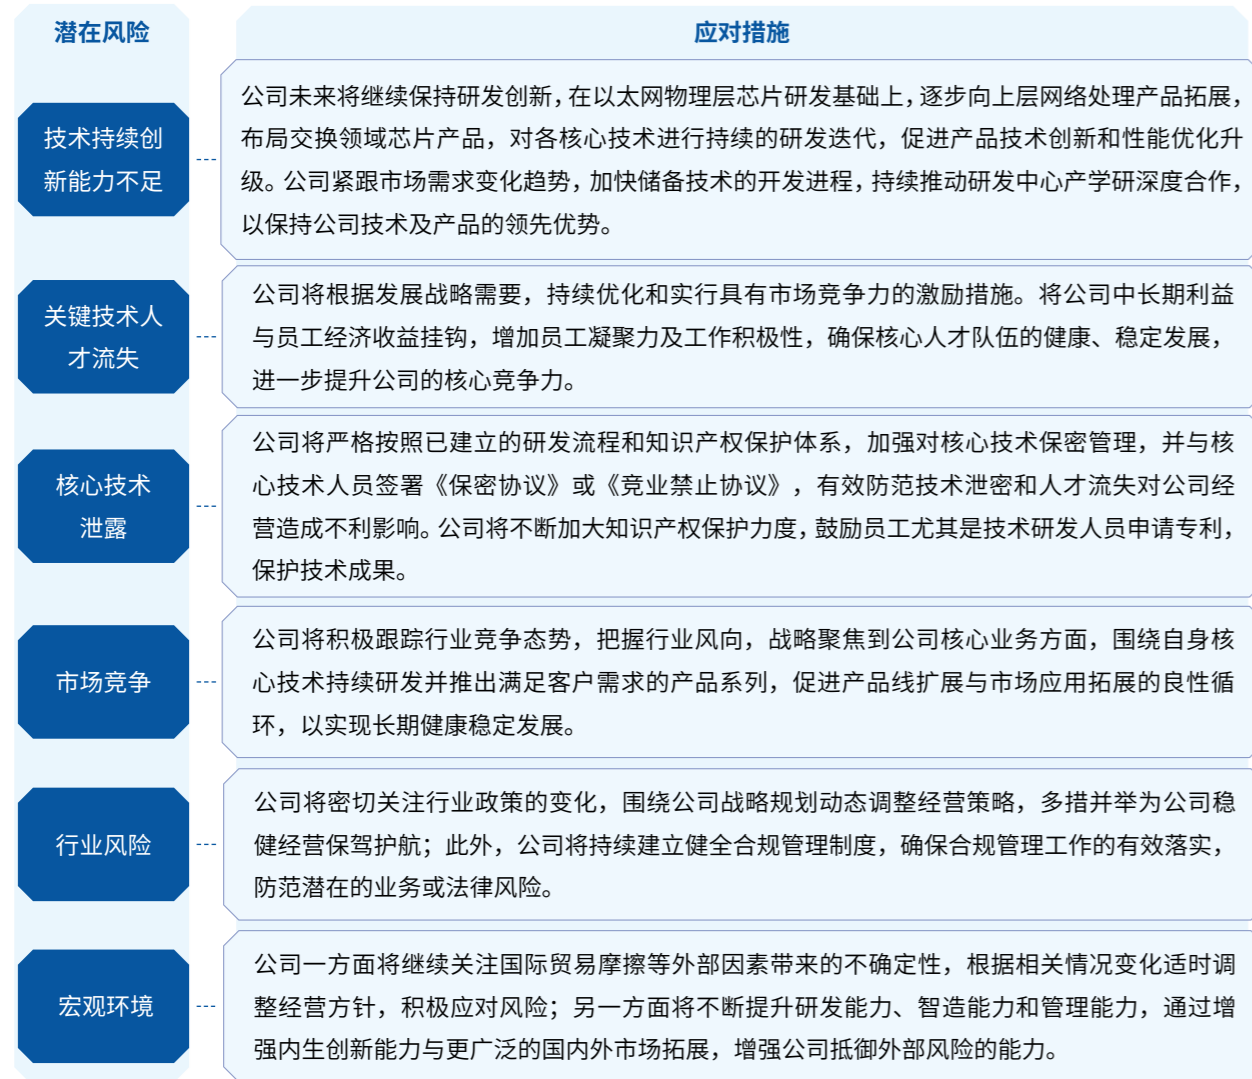 潜在风险
应对措施
技术持续创
新能力不足
公司未来将继续保持研发创新，在以太网物理层芯片研发基础上，逐步向上层网络处理产品拓展，
布局交换领域芯片产品，对各核心技术进行持续的研发迭代，促进产品技术创新和性能优化升
级。公司紧跟市场需求变化趋势，加快储备技术的开发进程，持续推动研发中心产学研深度合作，
以保持公司技术及产品的领先优势。
关键技术人
才流失
公司将根据发展战略需要，持续优化和实行具有市场竞争力的激励措施。将公司中长期利益
与员工经济收益挂钩，增加员工凝聚力及工作积极性，确保核心人才队伍的健康、稳定发展，
进一步提升公司的核心竞争力。
核心技术
泄露
公司将严格按照已建立的研发流程和知识产权保护体系，加强对核心技术保密管理，并与核
心技术人员签署《保密协议》或《竞业禁止协议》，有效防范技术泄密和人才流失对公司经
营造成不利影响。公司将不断加大知识产权保护力度，鼓励员工尤其是技术研发人员申请专利，
保护技术成果。
市场竞争
公司将积极跟踪行业竞争态势，把握行业风向，战略聚焦到公司核心业务方面，围绕自身核
心技术持续研发并推出满足客户需求的产品系列，促进产品线扩展与市场应用拓展的良性循
环，以实现长期健康稳定发展。
行业风险
公司将密切关注行业政策的变化，围绕公司战略规划动态调整经营策略，多措并举为公司稳
健经营保驾护航；此外，公司将持续建立健全合规管理制度，确保合规管理工作的有效落实，
防范潜在的业务或法律风险。
宏观环境
公司一方面将继续关注国际贸易摩擦等外部因素带来的不确定性，根据相关情况变化适时调
整经营方针，积极应对风险；另一方面将不断提升研发能力、智造能力和管理能力，通过增
强内生创新能力与更广泛的国内外市场拓展，增强公司抵御外部风险的能力。